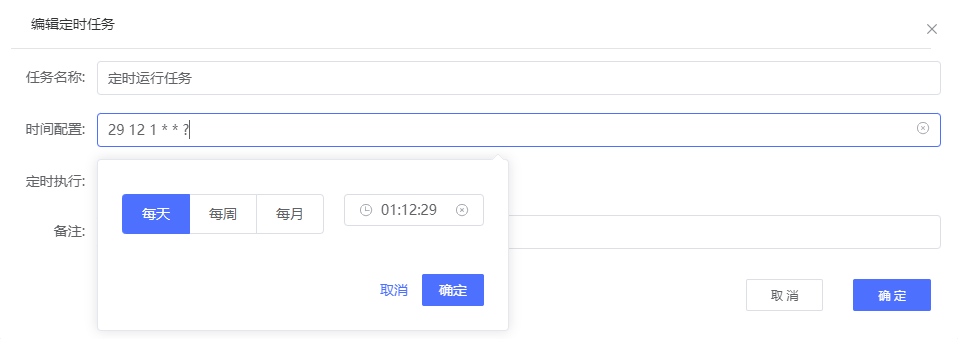 编辑定时任务
任务名称: 定时运行任务
时间配置: 29 12 1 * * ?
定时执行:
每天 每周 每月 01:12:29
备注:
取消 确定
取 消 确 定